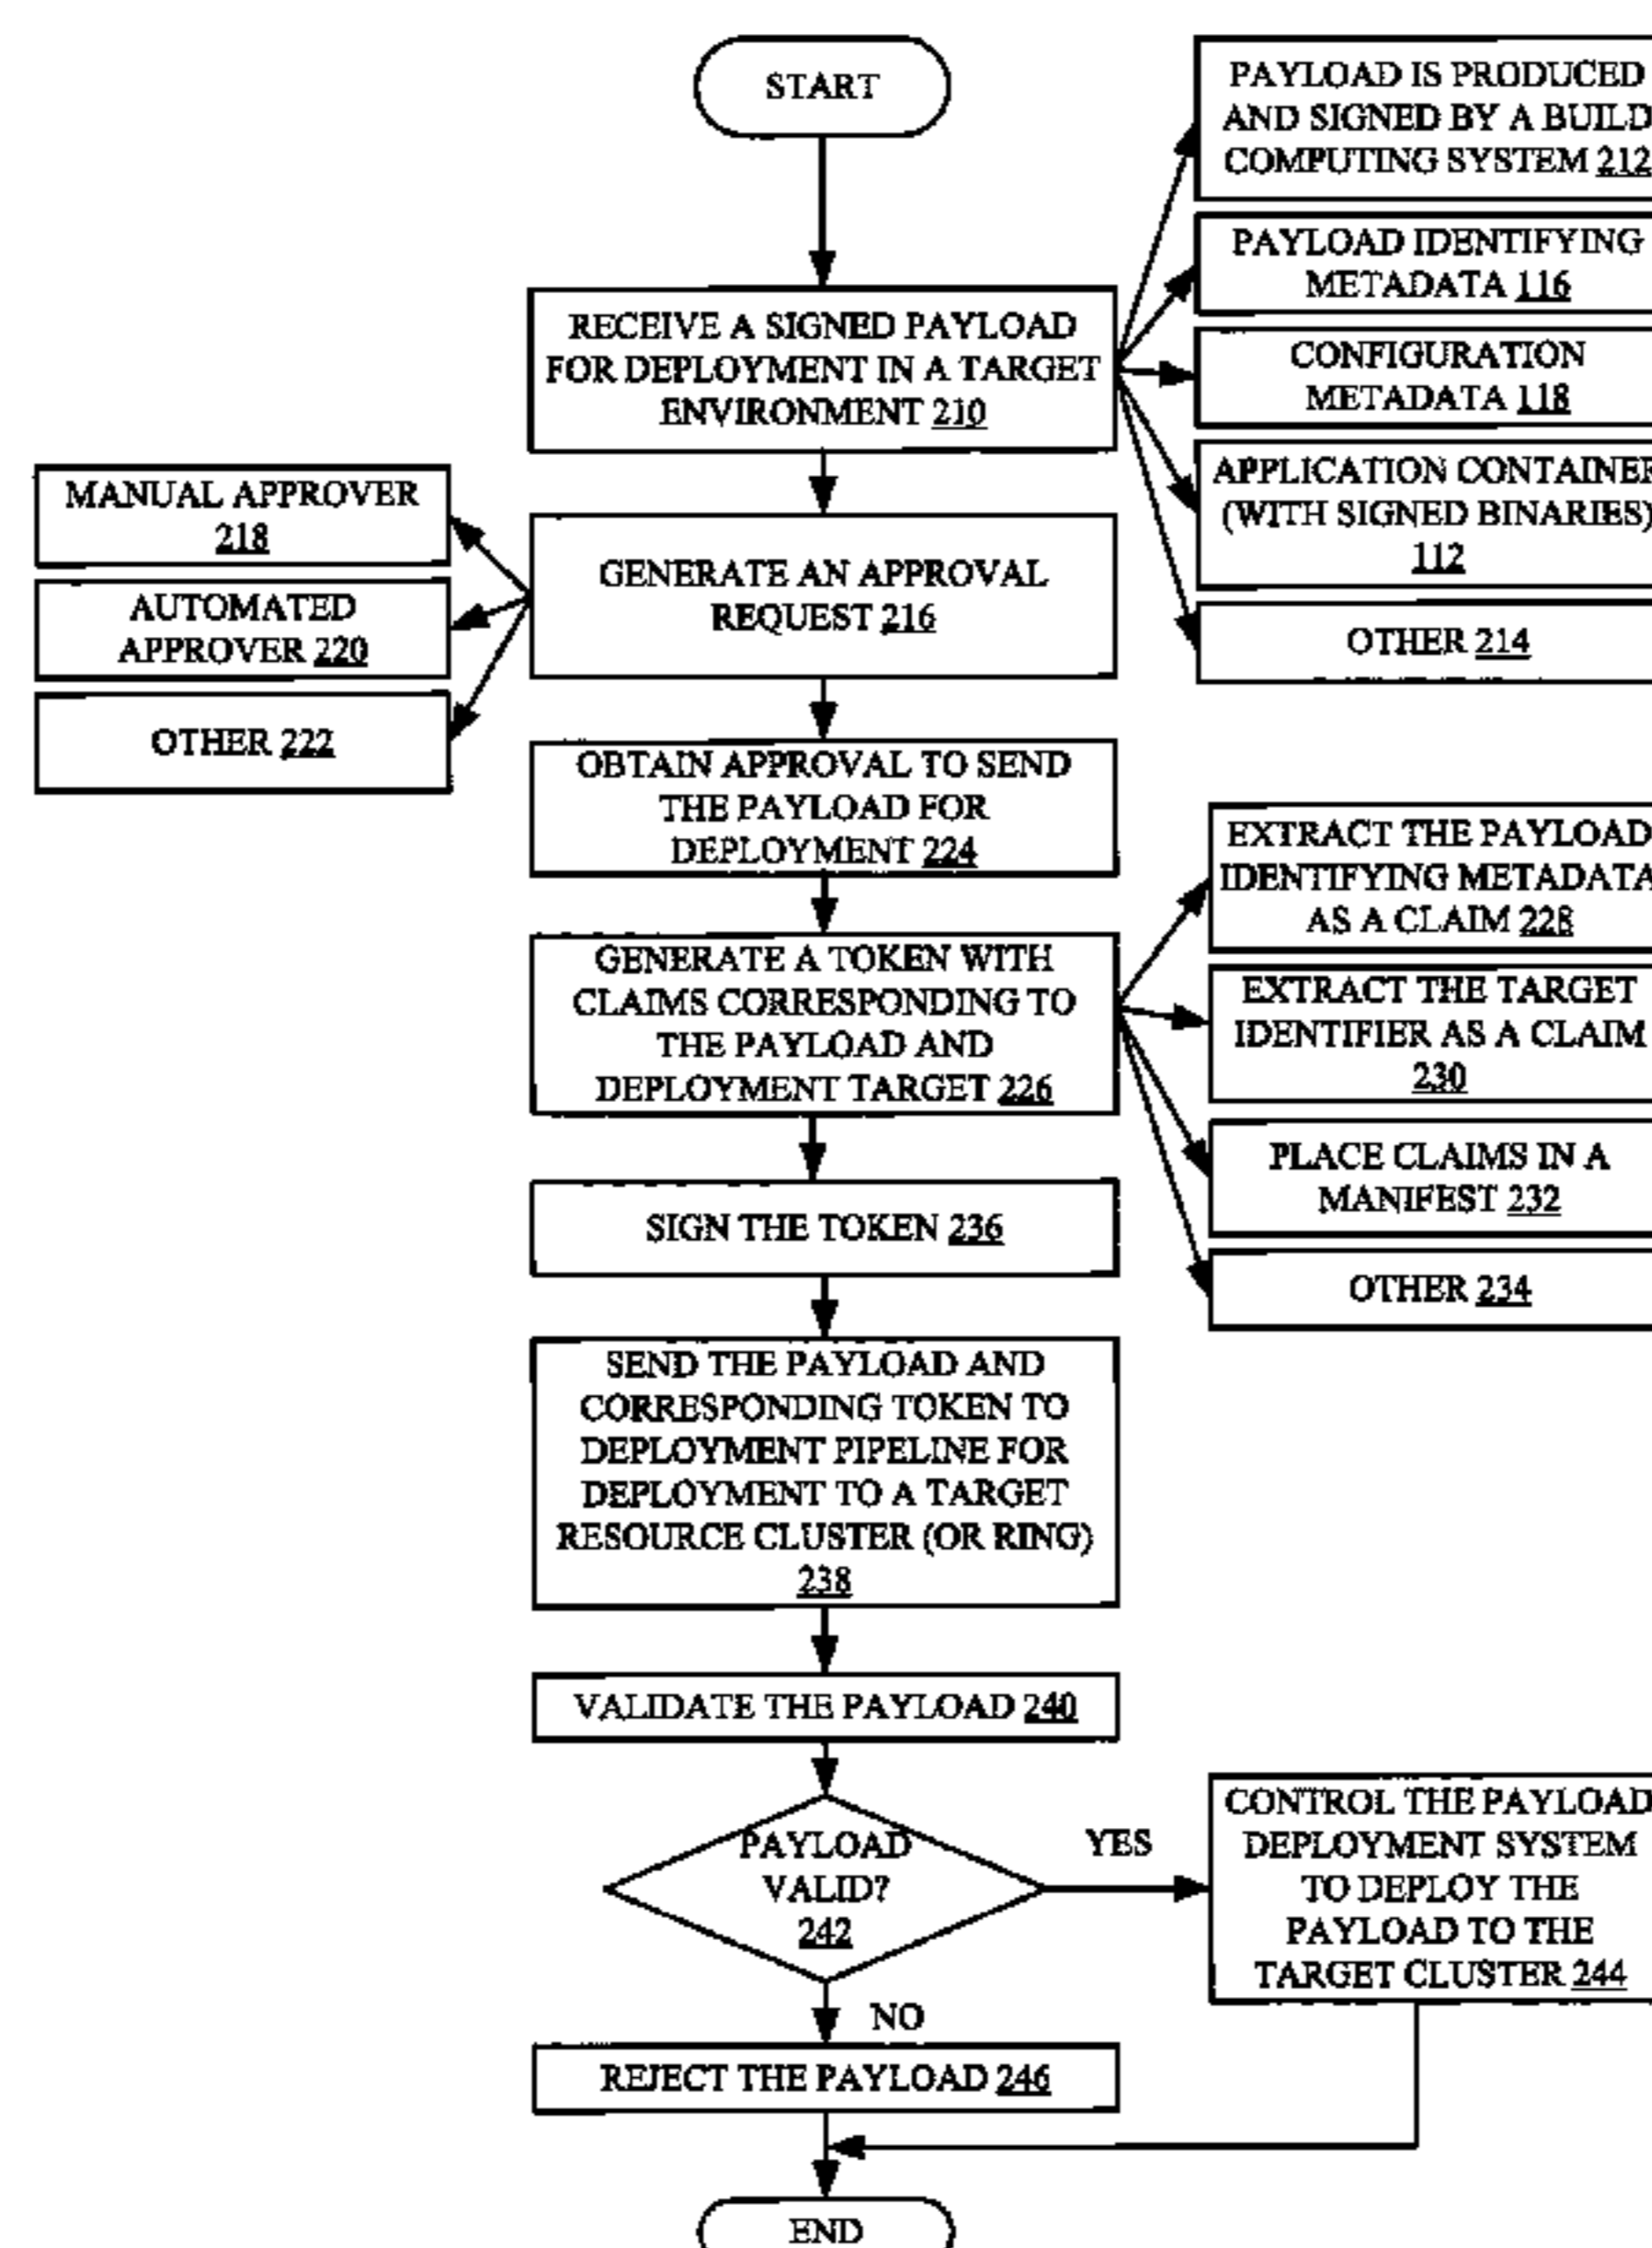 START
PAYLOAD IS PRODUCED
AND SIGNED BY A BUILD
COMPUTING SYSTEM 212
PAYLOAD IDENTIFYING
METADATA 116
CONFIGURATION
METADATA 118
APPLICATION CONTAINER
(WITH SIGNED BINARIES)
112
OTHER 214
RECEIVE A SIGNED PAYLOAD
FOR DEPLOYMENT IN A TARGET
ENVIRONMENT 210
MANUAL APPROVER
218
AUTOMATED
APPROVER 220
OTHER 222
GENERATE AN APPROVAL
REQUEST 216
OBTAIN APPROVAL TO SEND
THE PAYLOAD FOR
DEPLOYMENT 224
GENERATE A TOKEN WITH
CLAIMS CORRESPONDING TO
THE PAYLOAD AND
DEPLOYMENT TARGET 226
EXTRACT THE PAYLOAD
IDENTIFYING METADATA
AS A CLAIM 228
EXTRACT THE TARGET
IDENTIFIER AS A CLAIM
230
PLACE CLAIMS IN A
MANIFEST 232
OTHER 234
SIGN THE TOKEN 236
SEND THE PAYLOAD AND
CORRESPONDING TOKEN TO
DEPLOYMENT PIPELINE FOR
DEPLOYMENT TO A TARGET
RESOURCE CLUSTER (OR RING)
238
VALIDATE THE PAYLOAD 240
PAYLOAD
VALID?
242
YES
CONTROL THE PAYLOAD
DEPLOYMENT SYSTEM
TO DEPLOY THE
PAYLOAD TO THE
TARGET CLUSTER 244
NO
REJECT THE PAYLOAD 246
END